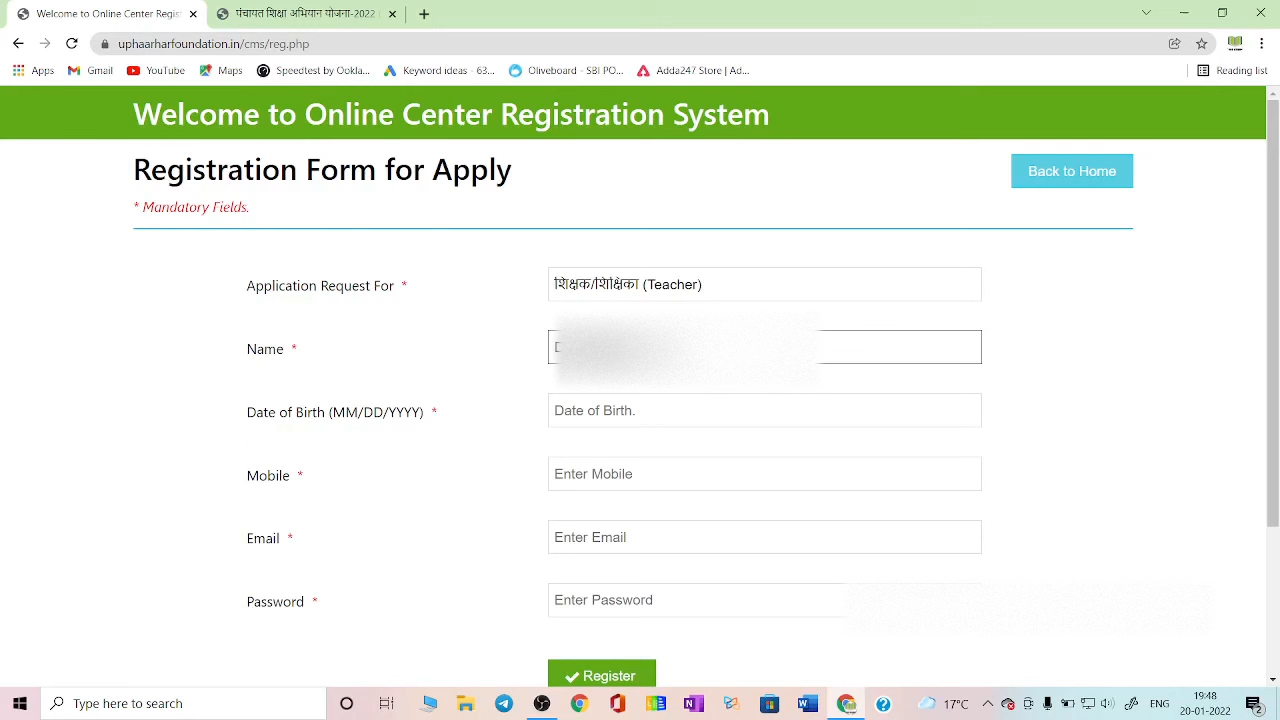 Welcome to Online Center Registr
पंचायत शिक्षा अभियान योजना-2022
uphaarharfoundation.in/cms/reg.php
Apps
Gmail
YouTube
Maps
Speedtest by Ookla...
Keyword ideas - 63...
Oliveboard - SBI PO...
Adda247 Store | Ad...
Reading list
Welcome to Online Center Registration System
Registration Form for Apply
Back to Home
* Mandatory Fields.
Application Request For *
शिक्षक/शिक्षिका (Teacher)
Name *
D
Date of Birth (MM/DD/YYYY) *
Date of Birth.
Mobile *
Enter Mobile
Email *
Enter Email
Password *
Enter Password
Register
Type here to search
17°C
ENG
19:48
20-01-2022
2